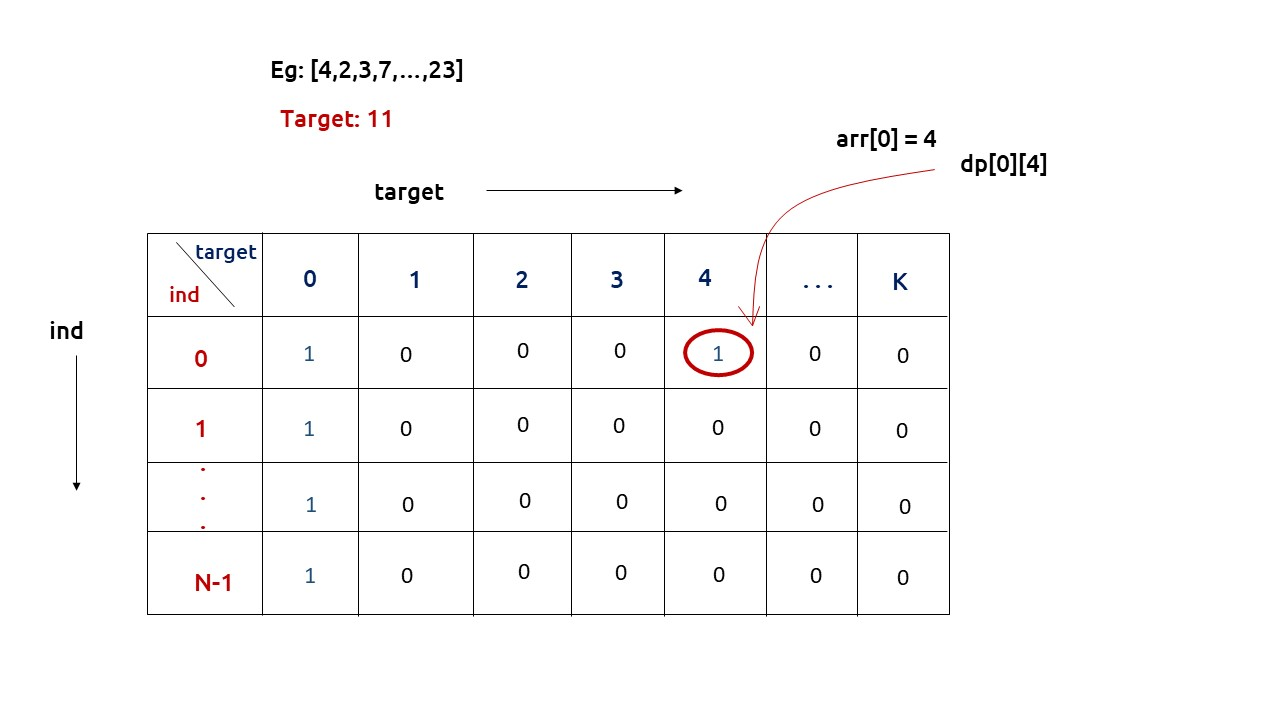 Eg: [4,2,3,7,...,23]
Target: 11
arr[0] = 4
dp[0][4]
target
target
ind
0 1 2 3 4 ... K
ind
0 1 0 0 0 1 0 0
1 1 0 0 0 0 0 0
. . . 1 0 0 0 0 0 0
N-1 1 0 0 0 0 0 0